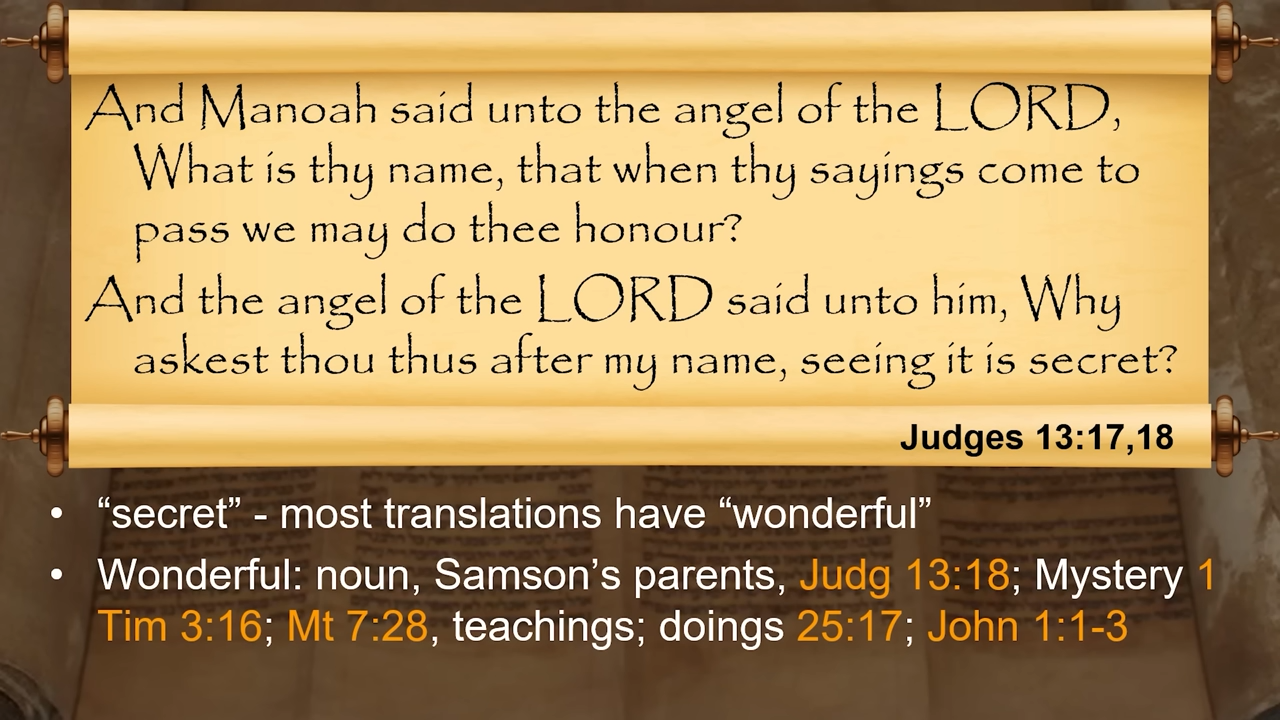 And Manoah said unto the angel of the LORD,
What is thy name, that when thy sayings come to
pass we may do thee honour?
And the angel of the LORD said unto him, Why
askest thou thus after my name, seeing it is secret?
Judges 13:17,18
• “secret” - most translations have “wonderful”
• Wonderful: noun, Samson’s parents, Judg 13:18; Mystery 1
Tim 3:16; Mt 7:28, teachings; doings 25:17; John 1:1-3